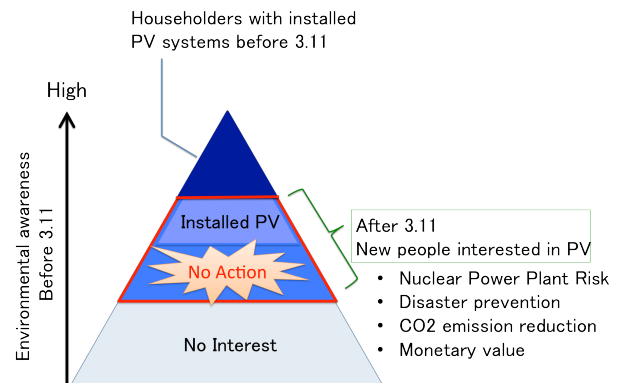 Householders with installed
PV systems before 3.11
High
Environmental awareness
Before 3.11
Installed PV
No Action
No Interest
After 3.11
New people interested in PV
• Nuclear Power Plant Risk
• Disaster prevention
• CO2 emission reduction
• Monetary value